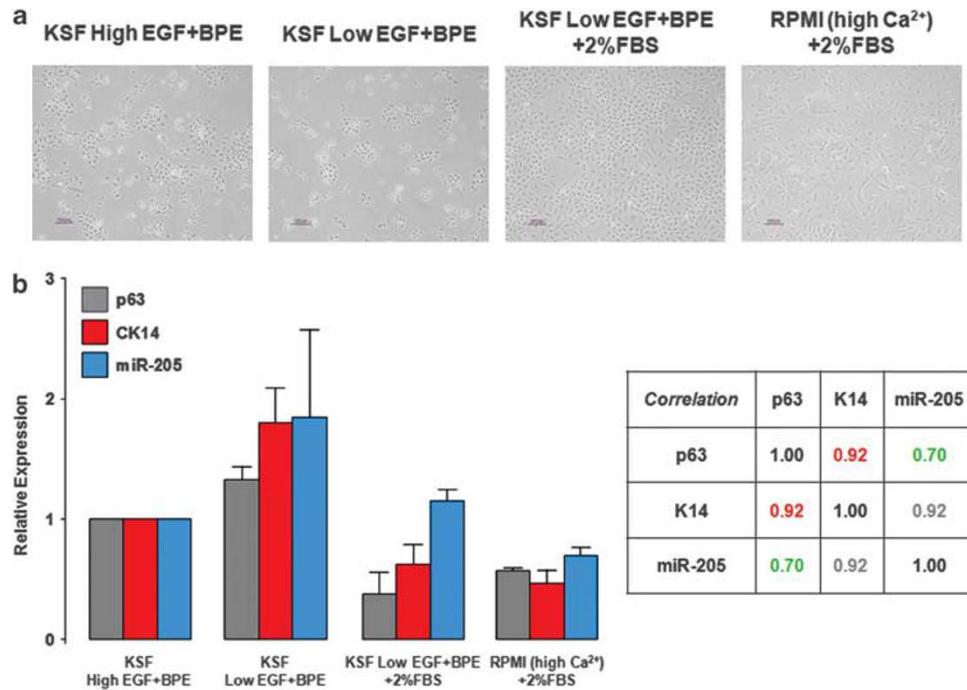 a
KSF High EGF+BPE
KSF Low EGF+BPE
KSF Low EGF+BPE
+2%FBS
RPMI (high Ca²⁺)
+2%FBS
b
3
2
1
0
Relative Expression
p63
CK14
miR-205
KSF
High EGF+BPE
KSF
Low EGF+BPE
KSF Low EGF+BPE
+2%FBS
RPMI (high Ca²⁺)
+2%FBS
Correlation p63 K14 miR-205
p63 1.00 0.92 0.70
K14 0.92 1.00 0.92
miR-205 0.70 0.92 1.00